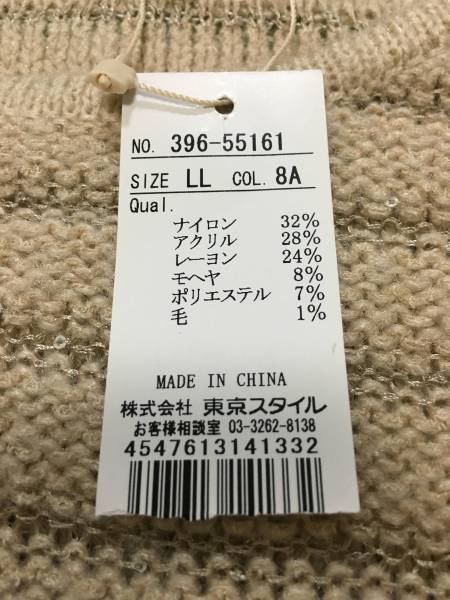 NO. 396-55161
SIZE LL COL. 8A
Qual.
ナイロン 32%
アクリル 28%
レーヨン 24%
モヘヤ 8%
ポリエステル 7%
毛 1%
MADE IN CHINA
株式会社 東京スタイル
お客様相談室 03-3262-8138
4547613141332